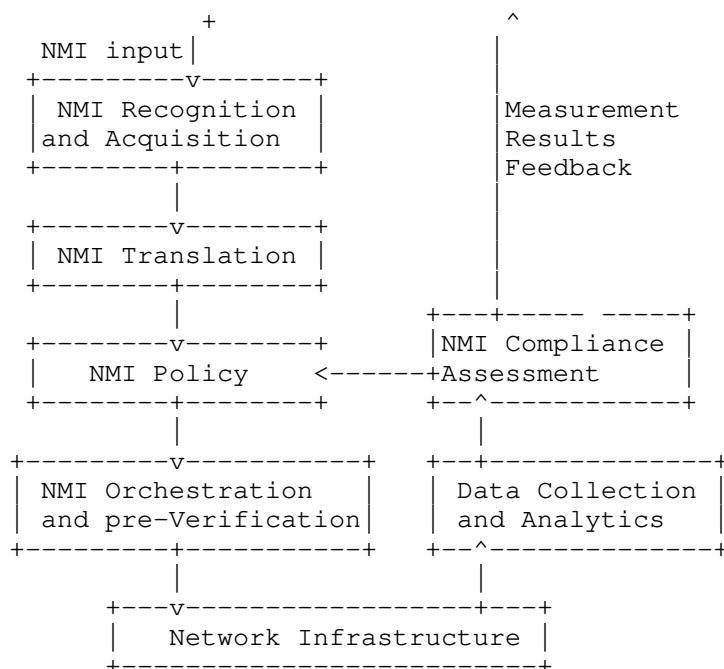 NMI input
NMI Recognition
and Acquisition
Measurement
Results
Feedback
NMI Translation
NMI Compliance
Assessment
NMI Policy
NMI Orchestration
and pre-Verification
Data Collection
and Analytics
Network Infrastructure